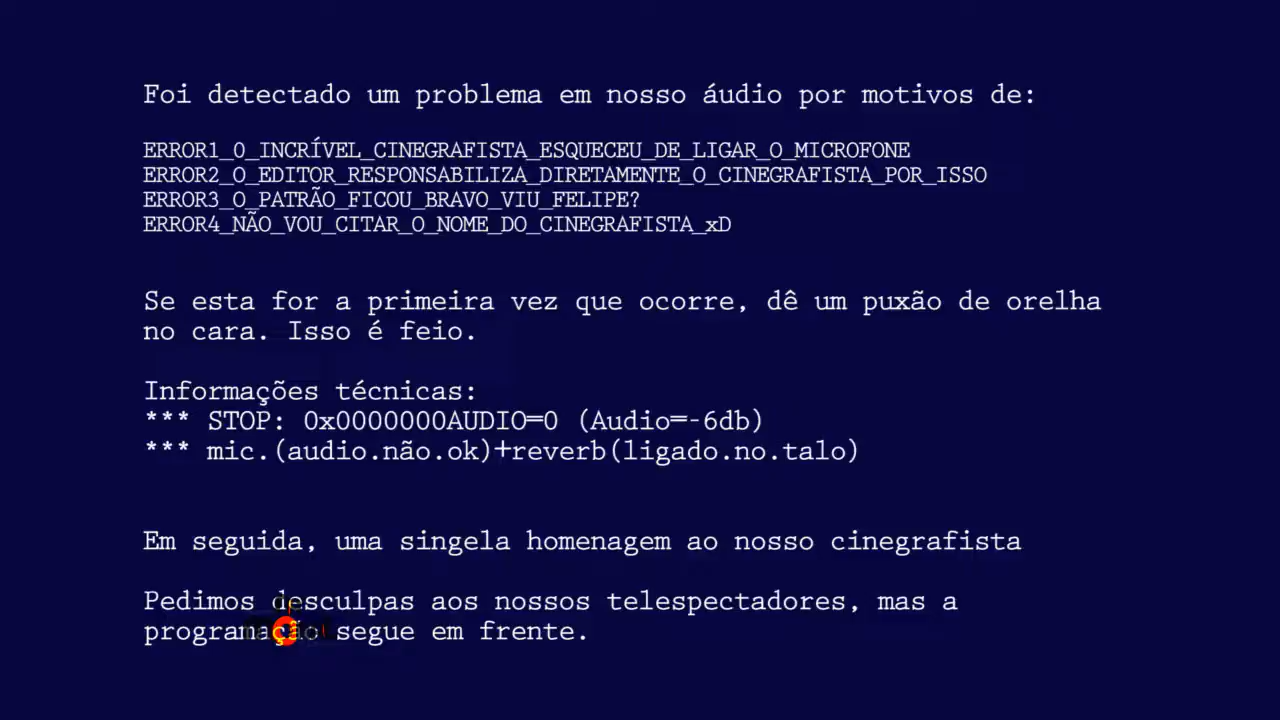 Foi detectado um problema em nosso áudio por motivos de:
ERROR1_O_INCRÍVEL_CINEGRAFISTA_ESQUECEU_DE_LIGAR_O_MICROFONE
ERROR2_O_EDITOR_RESPONSABILIZA_DIRETAMENTE_O_CINEGRAFISTA_POR_ISSO
ERROR3_O_PATRÃO_FICOU_BRAVO_VIU_FELIPE?
ERROR4_NÃO_VOU_CITAR_O_NOME_DO_CINEGRAFISTA_xD
Se esta for a primeira vez que ocorre, dê um puxão de orelha
no cara. Isso é feio.
Informações técnicas:
*** STOP: 0x0000000AUDIO=0 (Audio=-6db)
*** mic.(audio.não.ok)+reverb(ligado.no.talo)
Em seguida, uma singela homenagem ao nosso cinegrafista
Pedimos desculpas aos nossos telespectadores, mas a
programação segue em frente.